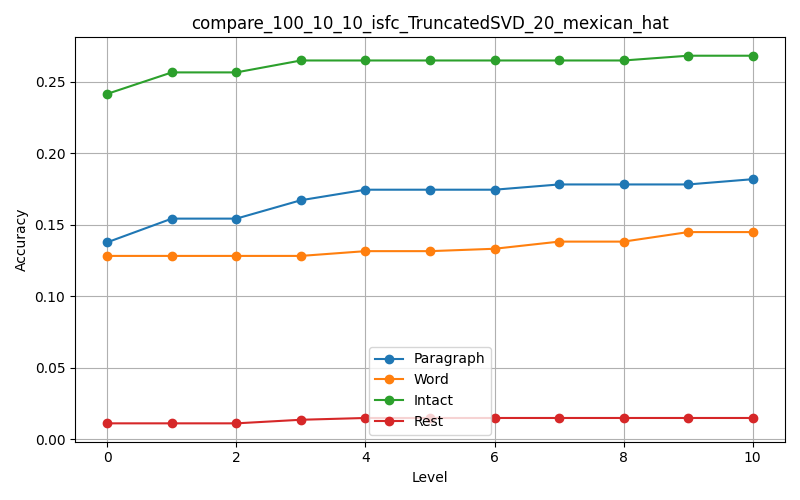 compare_100_10_10_isfc_TruncatedSVD_20_mexican_hat
Accuracy
0.25
0.20
0.15
0.10
0.05
0.00
Paragraph
Word
Intact
Rest
0 2 4 6 8 10
Level